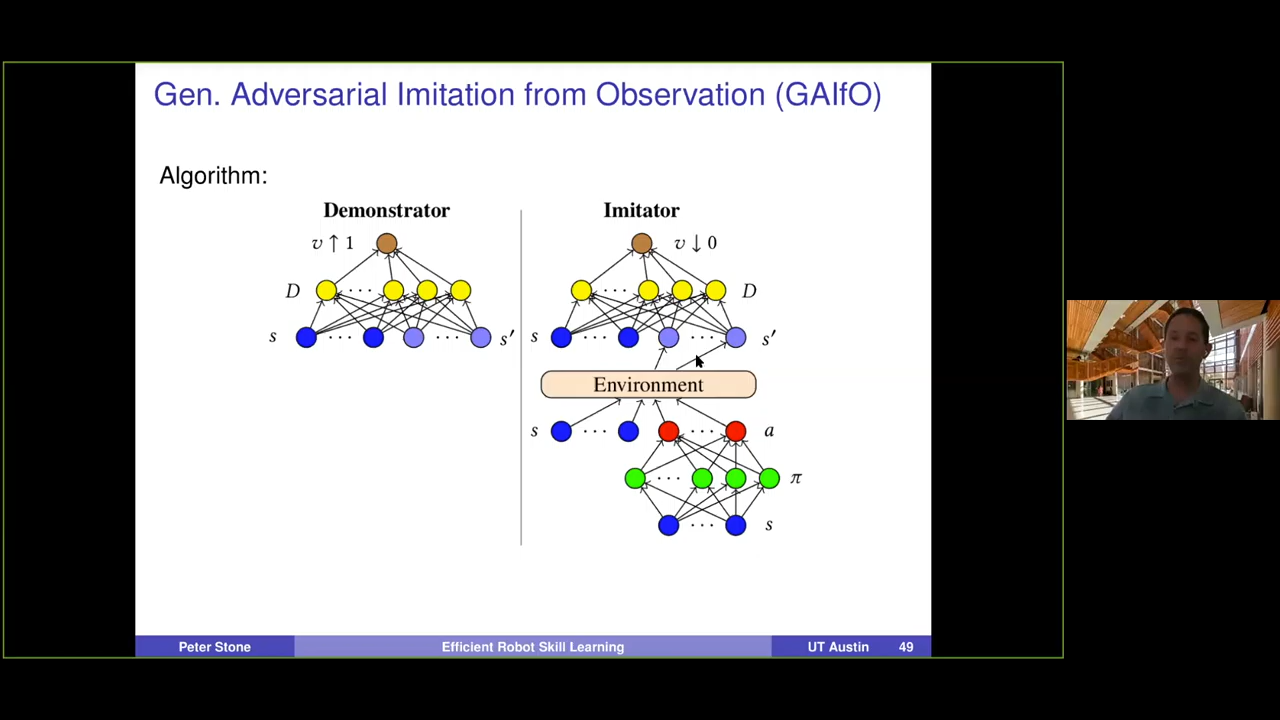 Gen. Adversarial Imitation from Observation (GAIfO)
Algorithm:
Demonstrator
v ↑ 1
D
s
s′
Imitator
v ↓ 0
D
s
s′
Environment
s
a
π
s
Peter Stone
Efficient Robot Skill Learning
UT Austin
49